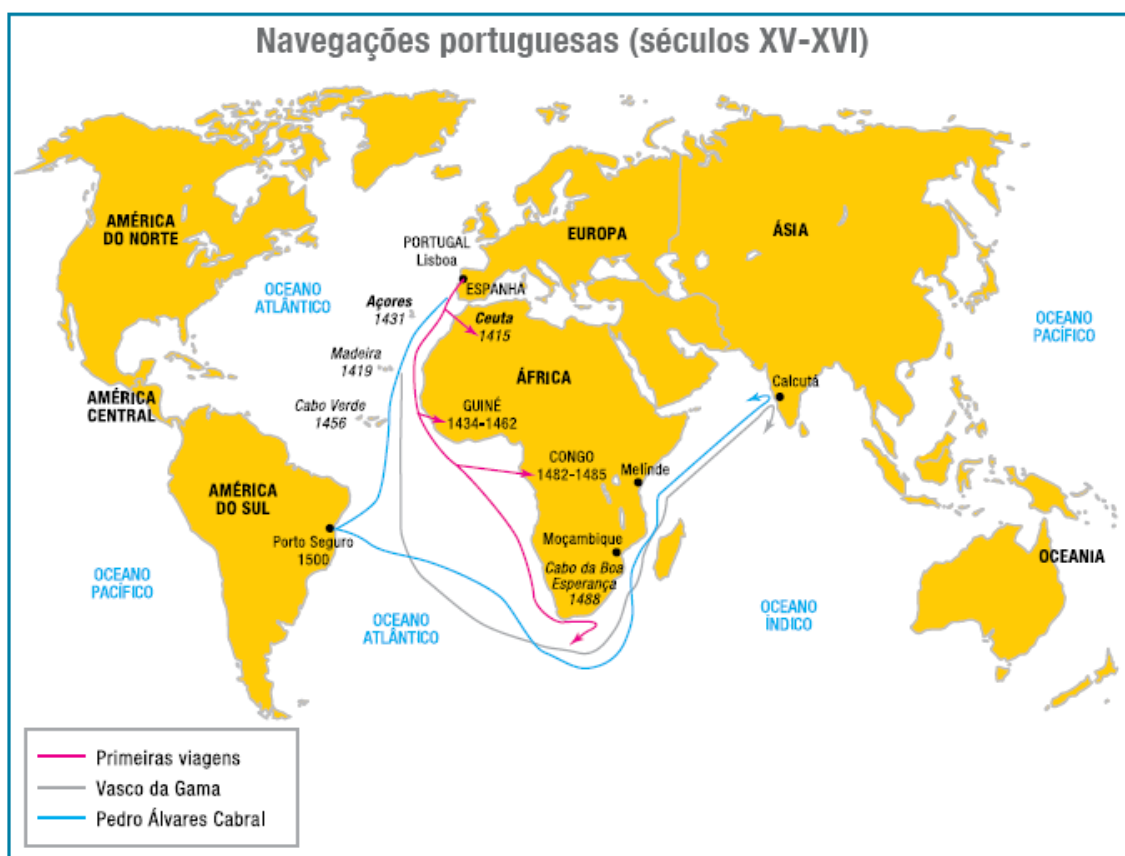 Navegações portuguesas (séculos XV-XVI)
AMÉRICA
DO NORTE
OCEANO
ATLÂNTICO
PORTUGAL
Lisboa
ESPANHA
EUROPA
ÁSIA
Açores
1431
Ceuta
1415
Madeira
1419
ÁFRICA
OCEANO
PACÍFICO
AMÉRICA
CENTRAL
Cabo Verde
1456
GUINÉ
1434-1462
Calcutá
CONGO
1482-1485
Melinde
AMÉRICA
DO SUL
Porto Seguro
1500
Moçambique
Cabo da Boa
Esperança
1488
OCEANIA
OCEANO
PACÍFICO
OCEANO
ATLÂNTICO
OCEANO
ÍNDICO
Primeiras viagens
Vasco da Gama
Pedro Álvares Cabral